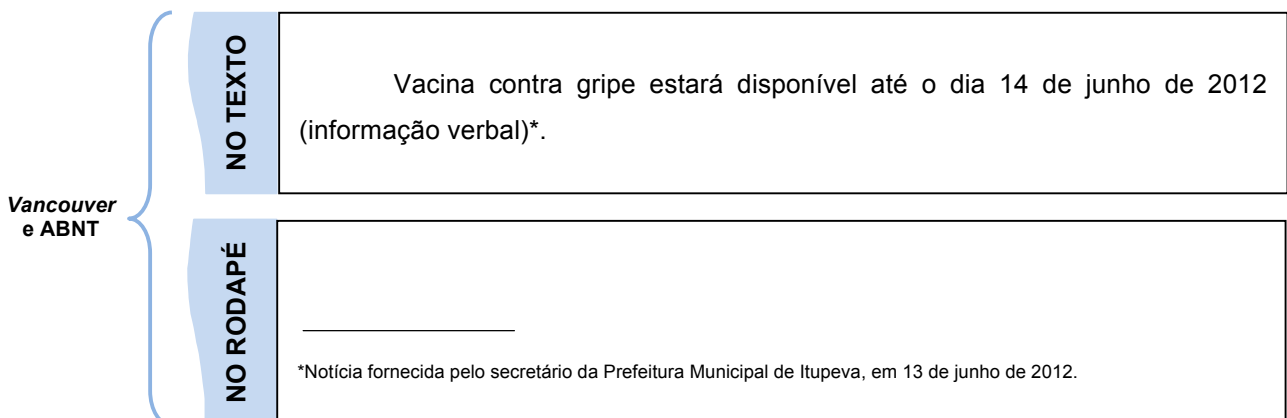 Vancouver
e ABNT
NO TEXTO
Vacina contra gripe estará disponível até o dia 14 de junho de 2012
(informação verbal)*.
NO RODAPÉ
*Notícia fornecida pelo secretário da Prefeitura Municipal de Itupeva, em 13 de junho de 2012.